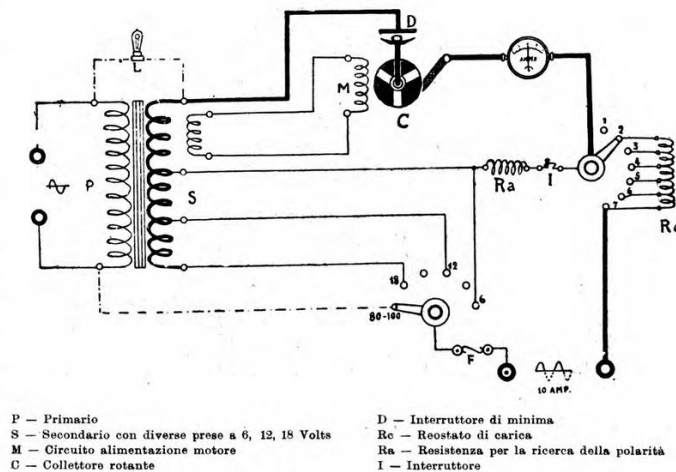 D
L
AMPER
M
C
1
2
3
4
5
6
7
P
S
Ra
I
Rc
18
12
6
80-100
F
10 AMP.
P — Primario
S — Secondario con diverse prese a 6, 12, 18 Volts
M — Circuito alimentazione motore
C — Collettore rotante
D — Interruttore di minima
Rc — Reostato di carica
Ra — Resistenza per la ricerca della polarità
I — Interruttore